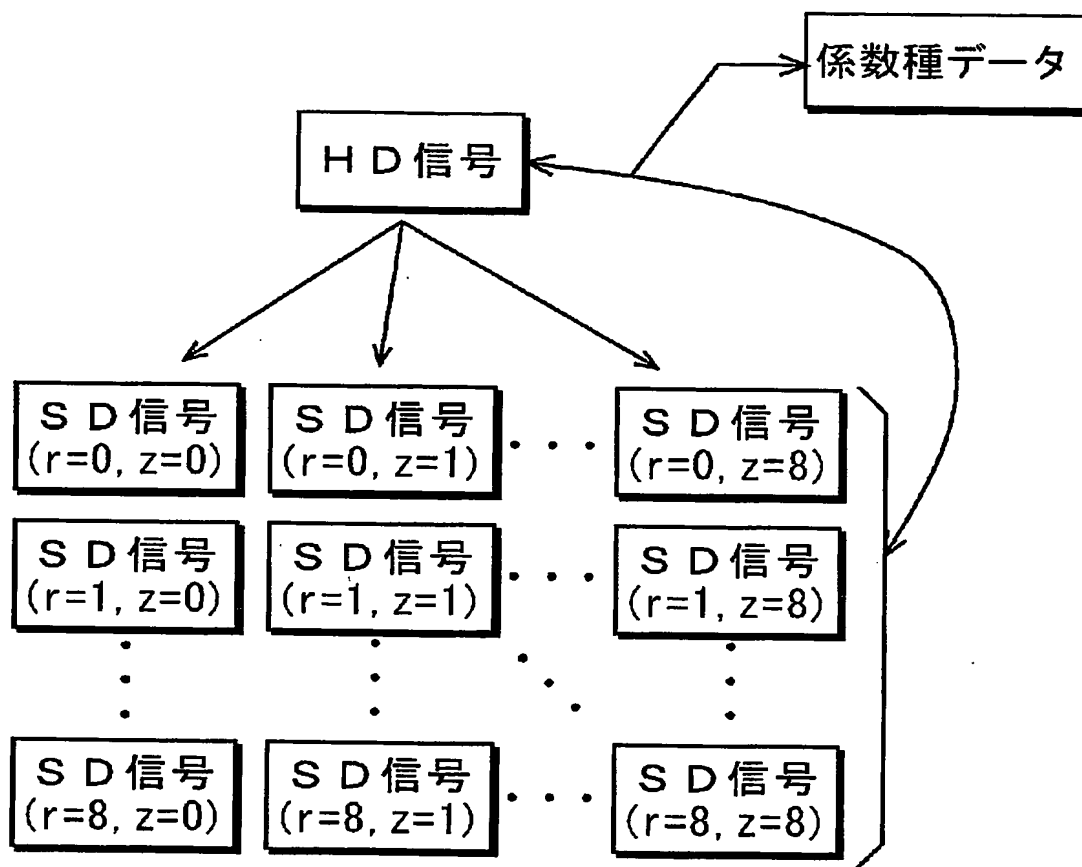 係数種データ
HD信号
SD信号
(r=0, z=0)
SD信号
(r=0, z=1)
SD信号
(r=0, z=8)
SD信号
(r=1, z=0)
SD信号
(r=1, z=1)
SD信号
(r=1, z=8)
SD信号
(r=8, z=0)
SD信号
(r=8, z=1)
SD信号
(r=8, z=8)